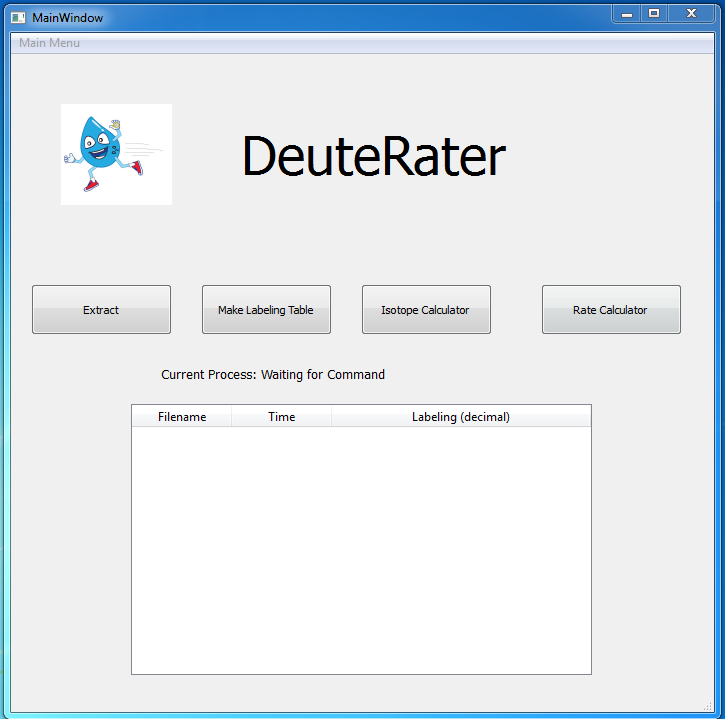 MainWindow
Main Menu
DeuteRater
Extract
Make Labeling Table
Isotope Calculator
Rate Calculator
Current Process: Waiting for Command
Filename Time Labeling (decimal)